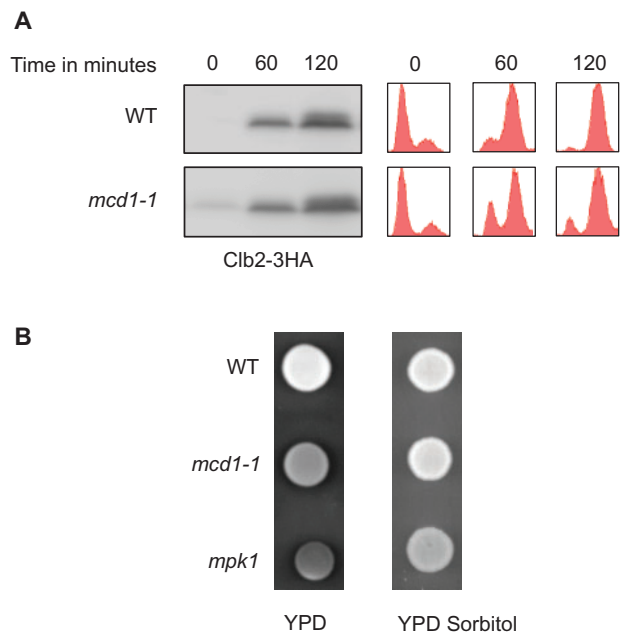 A
Time in minutes 0 60 120 0 60 120
WT
mcd1-1
Clb2-3HA
B
WT
mcd1-1
mpk1
YPD YPD Sorbitol